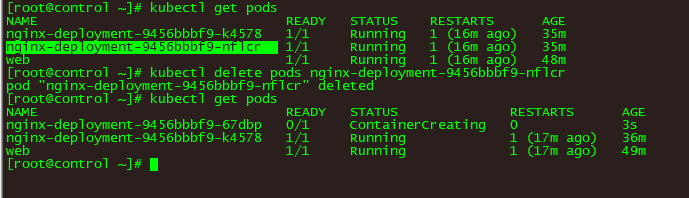 [root@control ~]# kubectl get pods
NAME READY STATUS RESTARTS AGE
nginx-deployment-9456bbbf9-k4578 1/1 Running 1 (16m ago) 35m
nginx-deployment-9456bbbf9-nflcr 1/1 Running 1 (16m ago) 35m
web 1/1 Running 1 (16m ago) 48m
[root@control ~]# kubectl delete pods nginx-deployment-9456bbbf9-nflcr
pod "nginx-deployment-9456bbbf9-nflcr" deleted
[root@control ~]# kubectl get pods
NAME READY STATUS RESTARTS AGE
nginx-deployment-9456bbbf9-67dbp 0/1 ContainerCreating 0 3s
nginx-deployment-9456bbbf9-k4578 1/1 Running 1 (17m ago) 36m
web 1/1 Running 1 (17m ago) 49m
[root@control ~]#